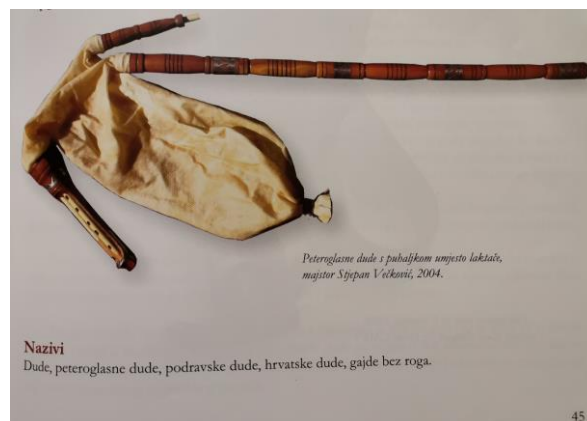 Peteroglasne dude s puhaljkom umjesto laktače,
majstor Stjepan Večković, 2004.
Nazivi
Dude, peteroglasne dude, podravske dude, hrvatske dude, gajde bez roga.
45